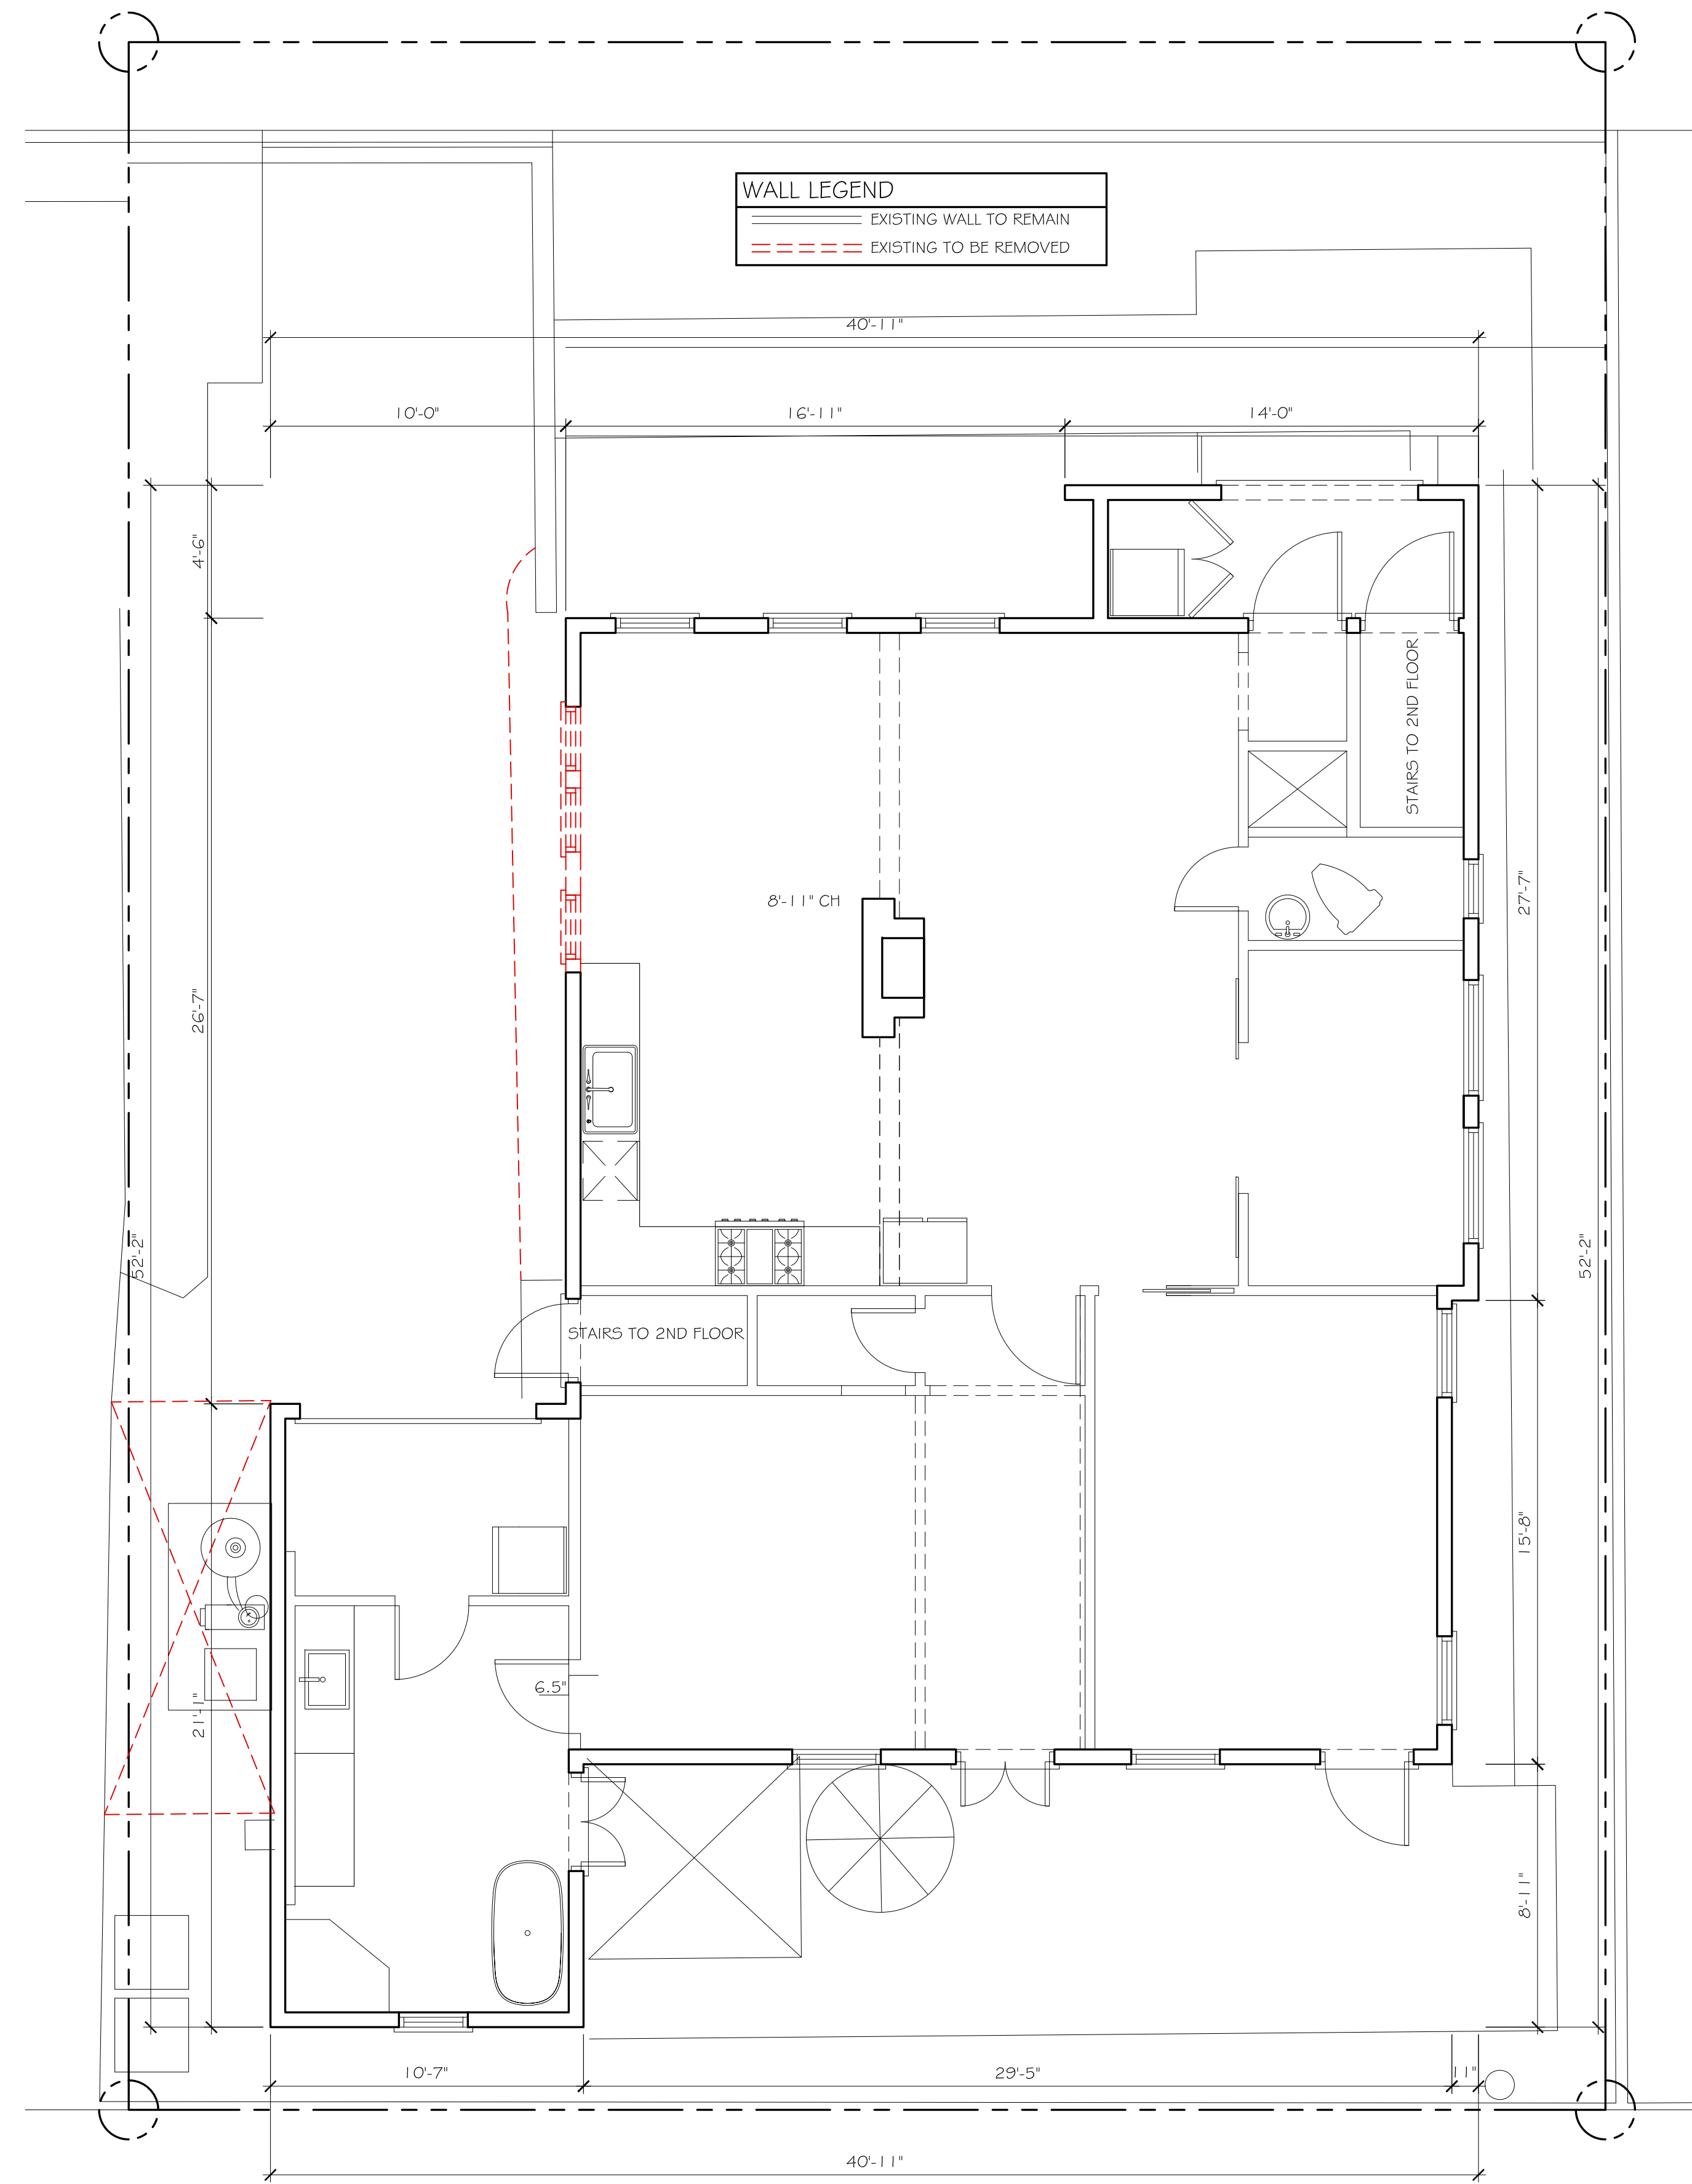 WALL LEGEND
EXISTING WALL TO REMAIN
EXISTING TO BE REMOVED
40'-11"
10'-0"
16'-11"
14'-0"
4'-6"
STAIRS TO 2ND FLOOR
27'-7"
8'-11" CH
26'-7"
52'-2"
52'-2"
STAIRS TO 2ND FLOOR
15'-8"
6.5"
21'-1"
8'-11"
10'-7"
29'-5"
11"
40'-11"